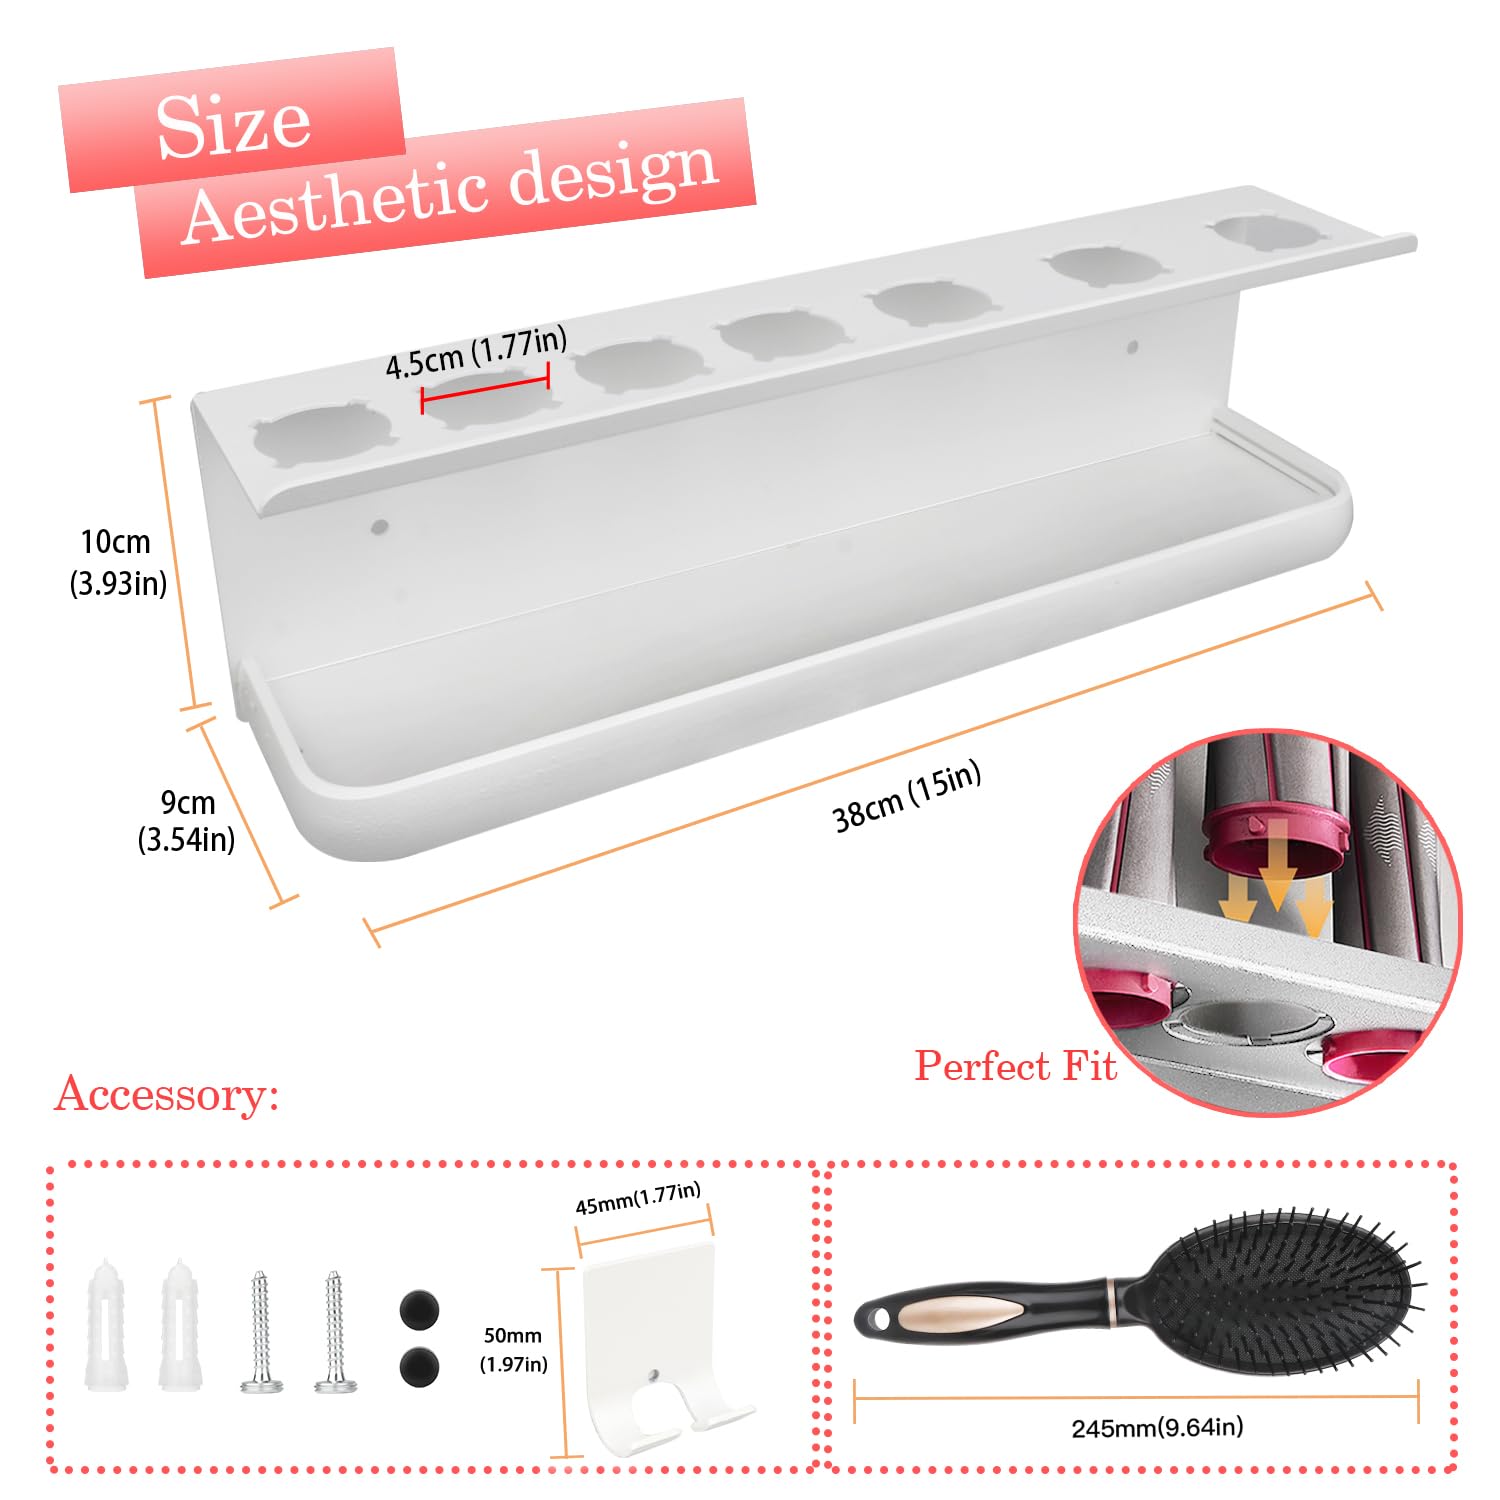 Size
Aesthetic design
4.5cm (1.77in)
10cm
(3.93in)
9cm
(3.54in)
38cm (15in)
Perfect Fit
Accessory:
45mm(1.77in)
50mm
(1.97in)
245mm(9.64in)